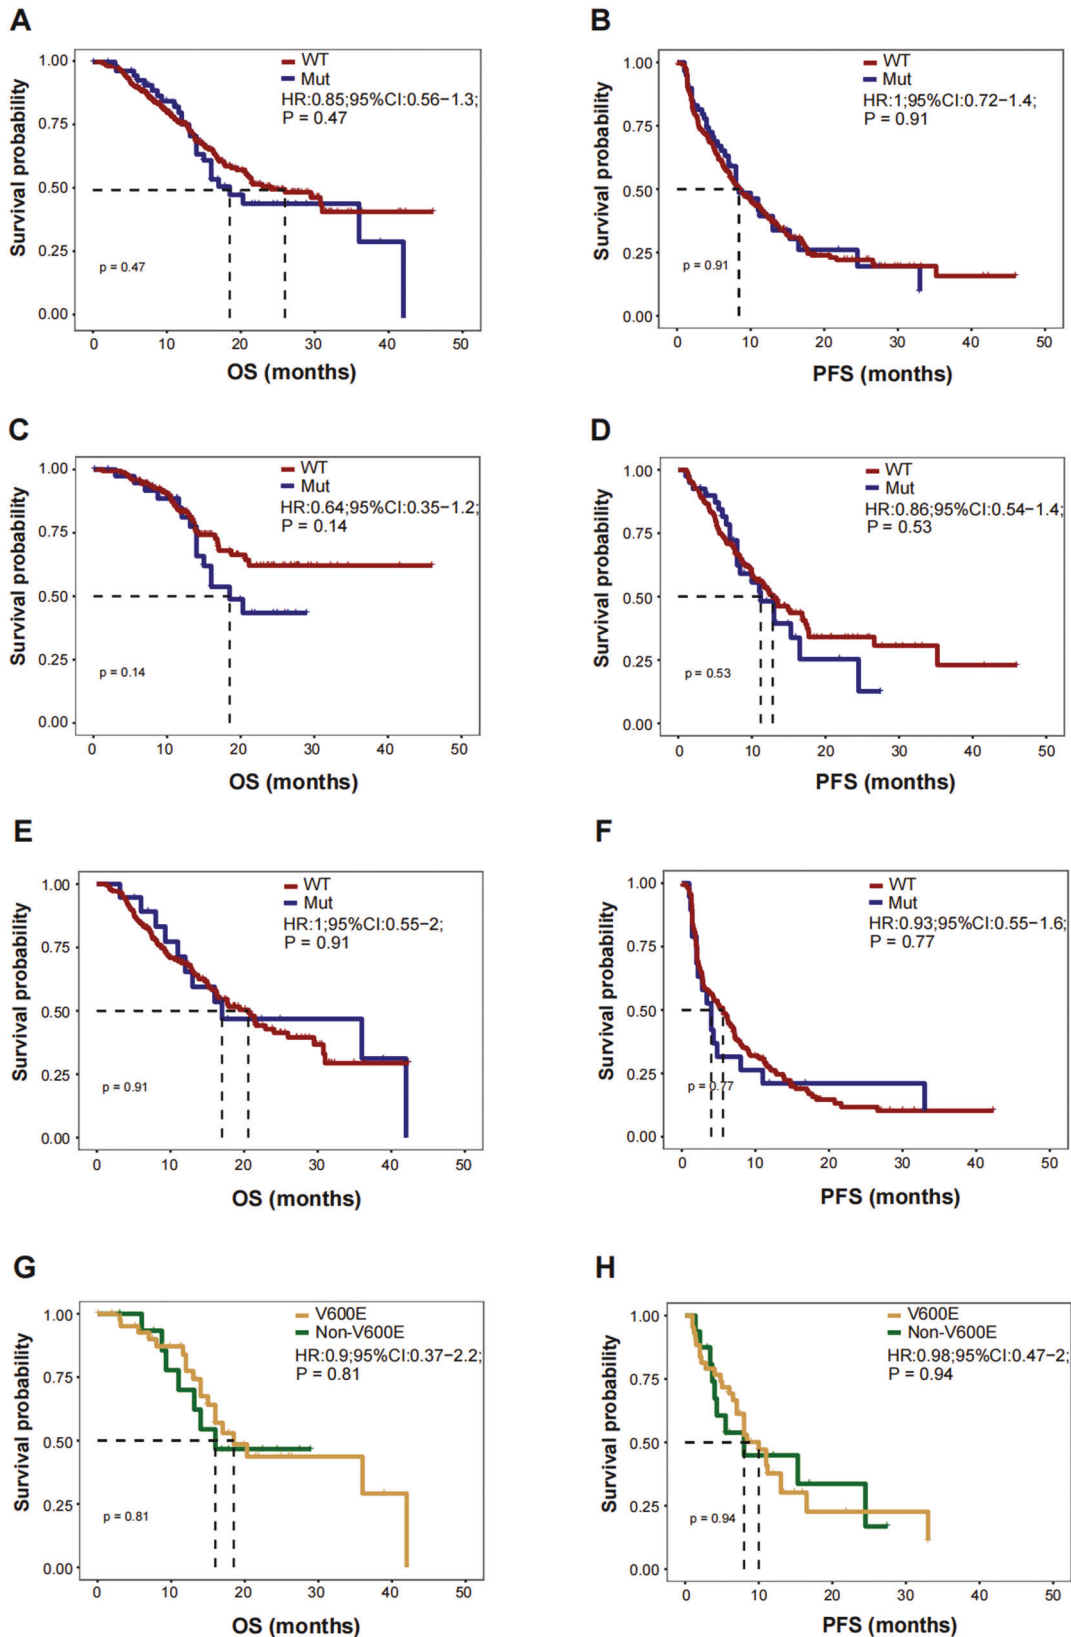 A
Survival probability
1.00
0.75
0.50
0.25
0.00
WT
Mut
HR:0.85;95%CI:0.56−1.3;
P = 0.47
p = 0.47
0 10 20 30 40 50
OS (months)
B
Survival probability
1.00
0.75
0.50
0.25
0.00
WT
Mut
HR:1;95%CI:0.72−1.4;
P = 0.91
p = 0.91
0 10 20 30 40 50
PFS (months)
C
Survival probability
1.00
0.75
0.50
0.25
0.00
WT
Mut
HR:0.64;95%CI:0.35−1.2;
P = 0.14
p = 0.14
0 10 20 30 40 50
OS (months)
D
Survival probability
1.00
0.75
0.50
0.25
0.00
WT
Mut
HR:0.86;95%CI:0.54−1.4;
P = 0.53
p = 0.53
0 10 20 30 40 50
PFS (months)
E
Survival probability
1.00
0.75
0.50
0.25
0.00
WT
Mut
HR:1;95%CI:0.55−2;
P = 0.91
p = 0.91
0 10 20 30 40 50
OS (months)
F
Survival probability
1.00
0.75
0.50
0.25
0.00
WT
Mut
HR:0.93;95%CI:0.55−1.6;
P = 0.77
p = 0.77
0 10 20 30 40 50
PFS (months)
G
Survival probability
1.00
0.75
0.50
0.25
0.00
V600E
Non-V600E
HR:0.9;95%CI:0.37−2.2;
P = 0.81
p = 0.81
0 10 20 30 40 50
OS (months)
H
Survival probability
1.00
0.75
0.50
0.25
0.00
V600E
Non-V600E
HR:0.98;95%CI:0.47−2;
P = 0.94
p = 0.94
0 10 20 30 40 50
PFS (months)